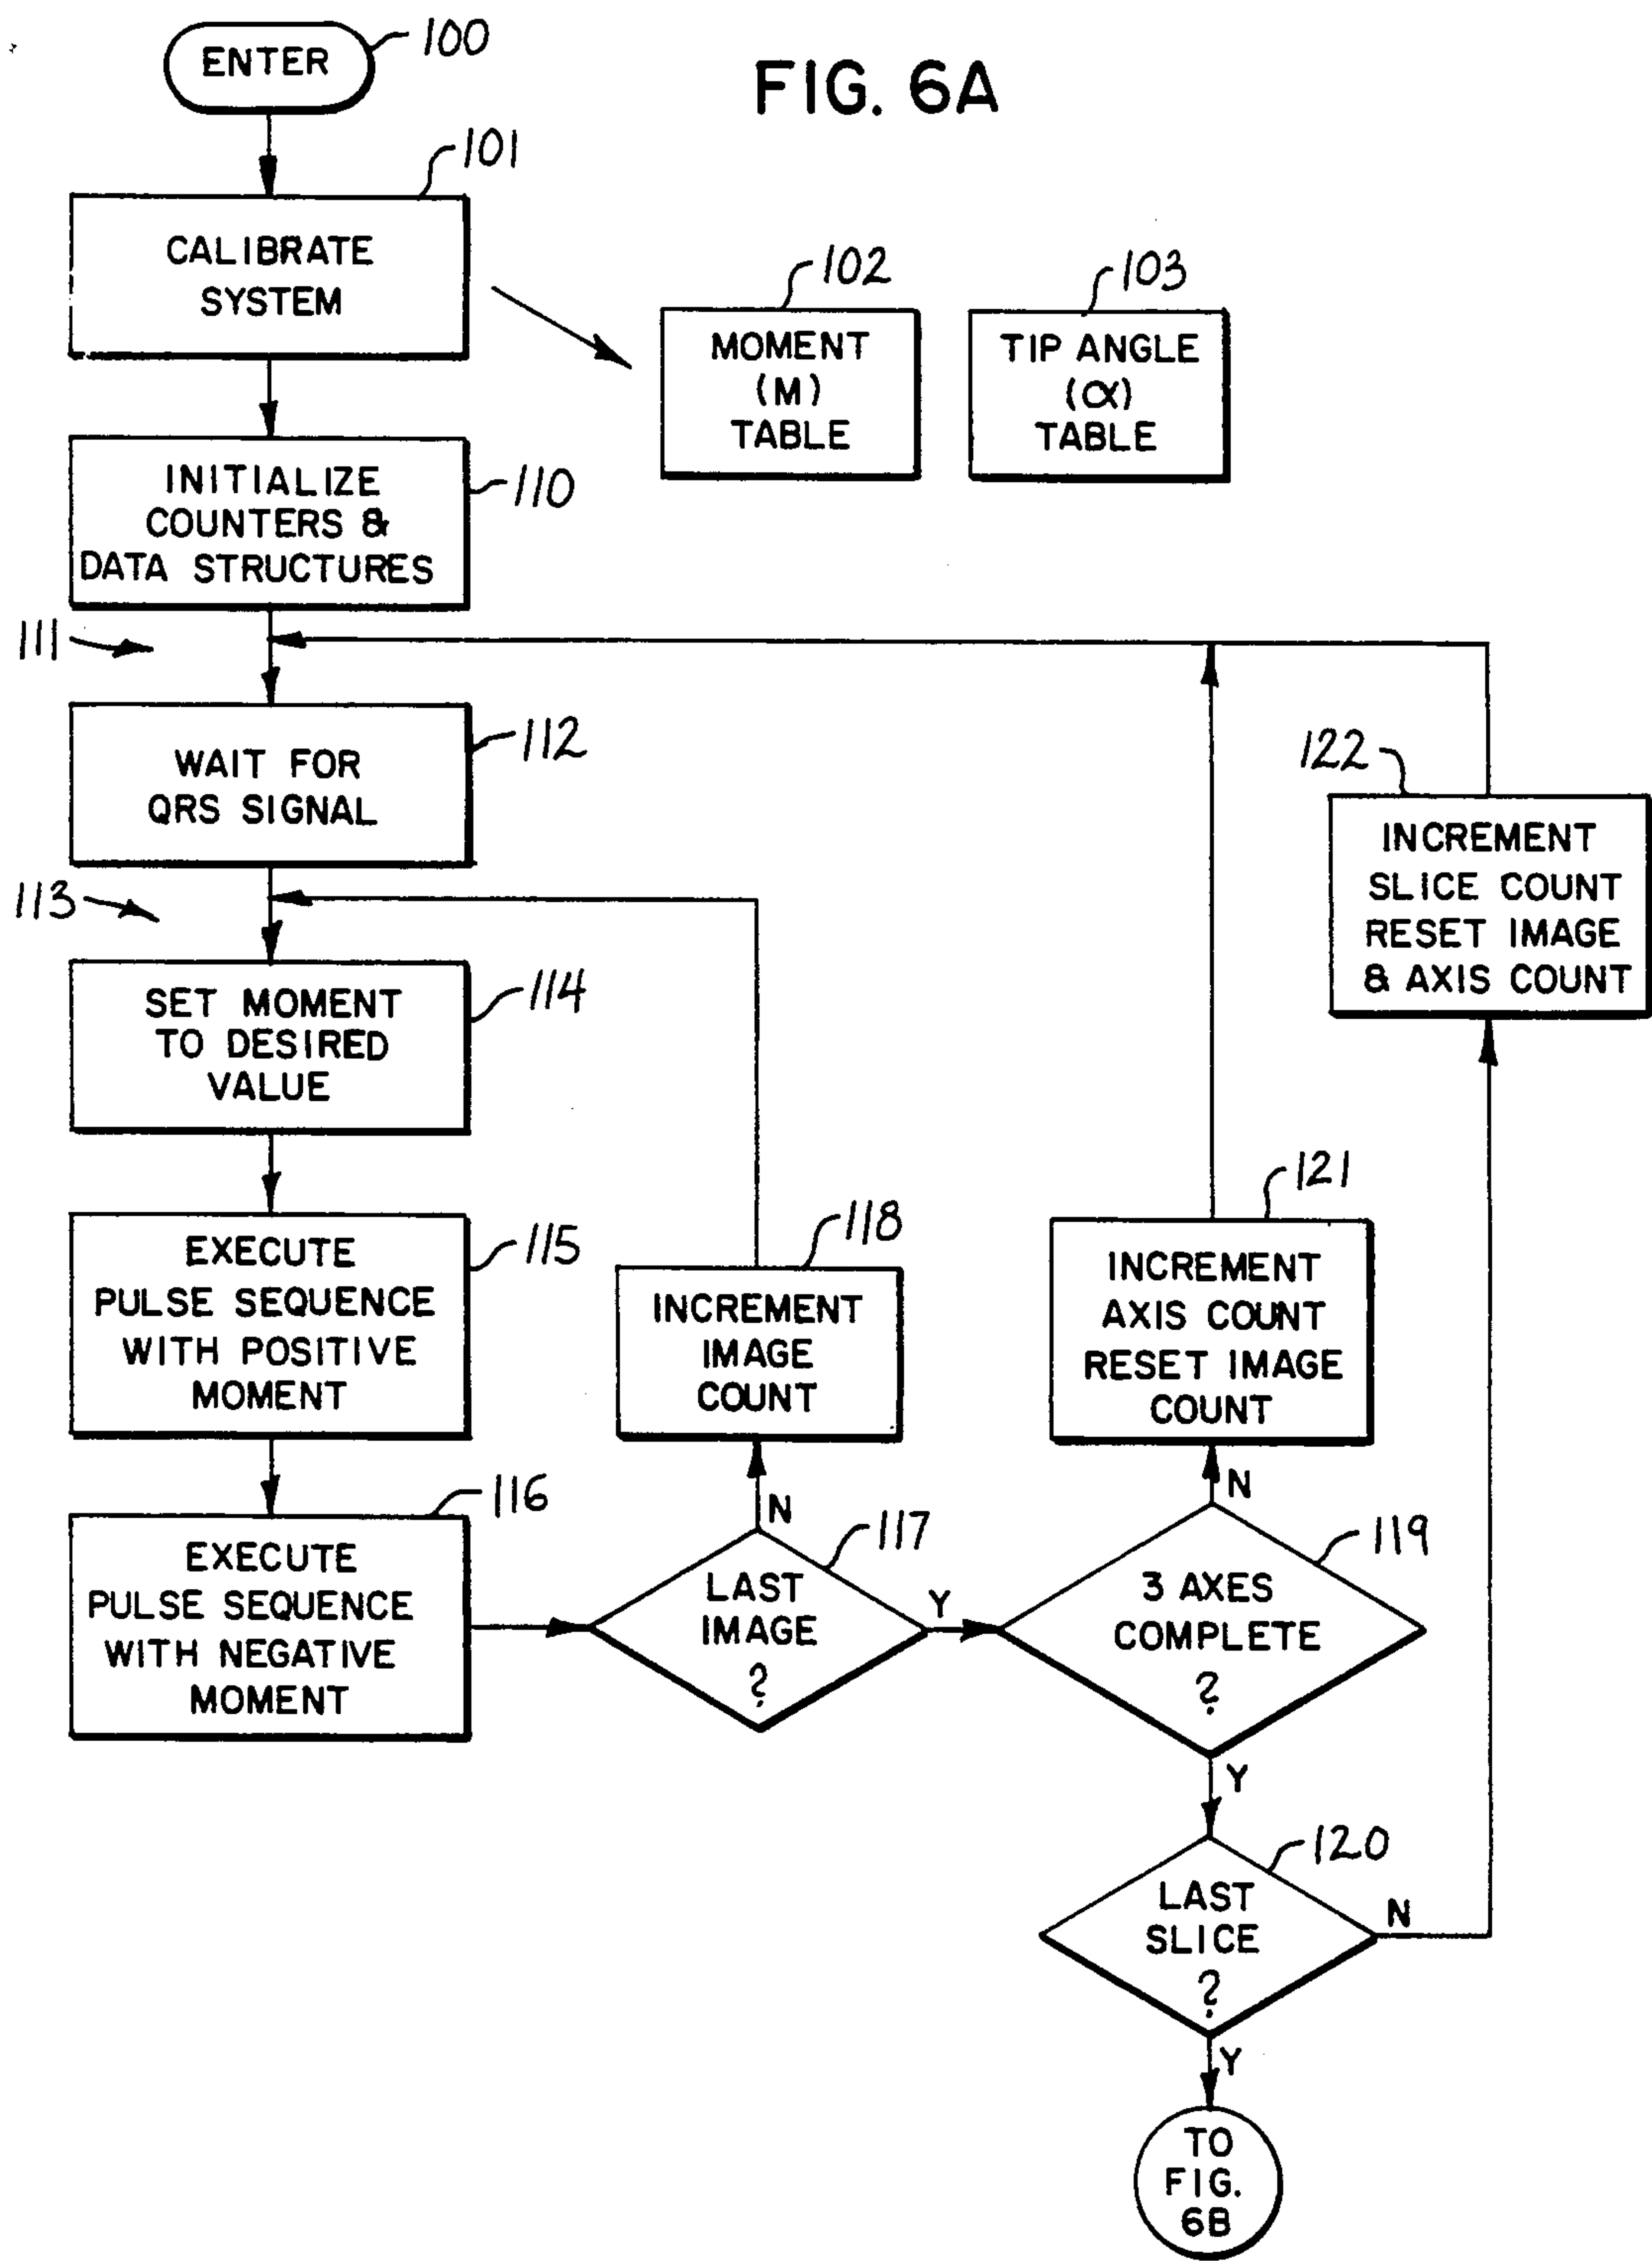 ENTER
100
FIG. 6A
101
CALIBRATE
SYSTEM
102
MOMENT
(M)
TABLE
103
TIP ANGLE
(α)
TABLE
INITIALIZE
COUNTERS &
DATA STRUCTURES
110
111
WAIT FOR
QRS SIGNAL
112
113
SET MOMENT
TO DESIRED
VALUE
114
EXECUTE
PULSE SEQUENCE
WITH POSITIVE
MOMENT
115
116
EXECUTE
PULSE SEQUENCE
WITH NEGATIVE
MOMENT
118
INCREMENT
IMAGE
COUNT
N
117
LAST
IMAGE
?
Y
121
INCREMENT
AXIS COUNT
RESET IMAGE
COUNT
N
119
3 AXES
COMPLETE
?
Y
122
INCREMENT
SLICE COUNT
RESET IMAGE
& AXIS COUNT
120
LAST
SLICE
?
N
Y
TO
FIG.
6B